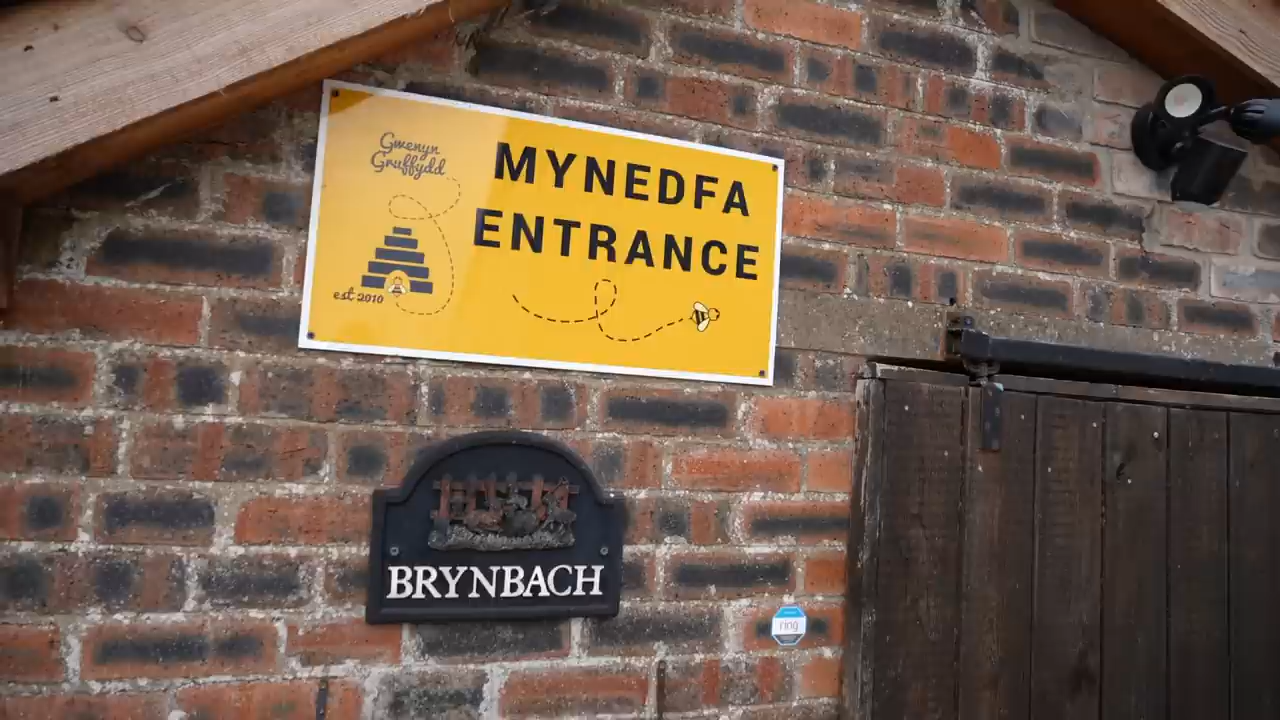 Gwenyn
Gruffydd
est 2010
MYNEDFA
ENTRANCE
BRYNBACH
ring